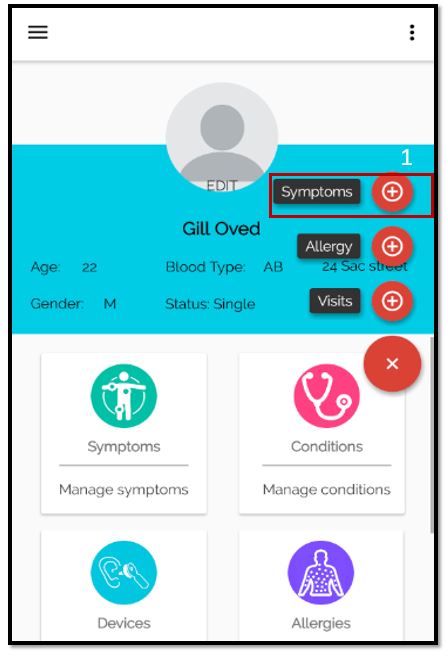 1
EDIT
Symptoms
Gill Oved
Allergy
Age: 22 Blood Type: AB 24 Sac street
Gender: M Status: Single
Visits
Symptoms
Manage symptoms
Conditions
Manage conditions
Devices
Allergies